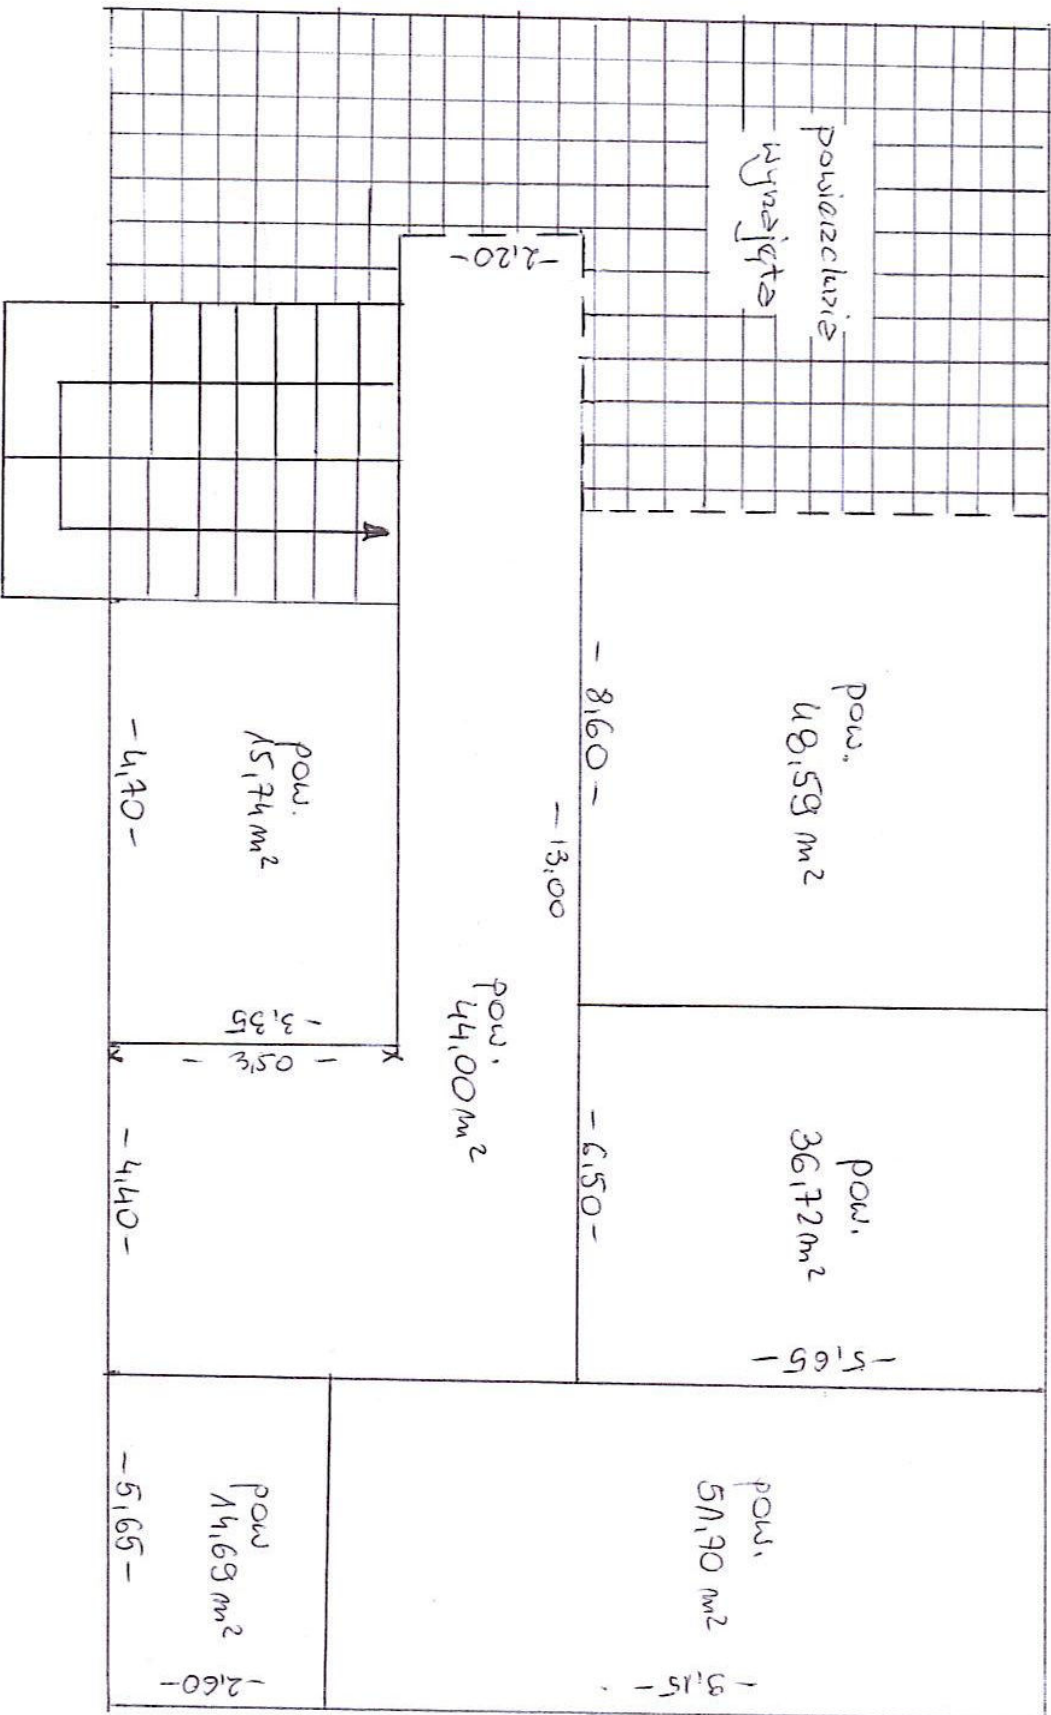 powierzchnia
wynajęta
-2,20-
pow.
48,59 m²
- 8,60 -
- 13,00
pow.
15,74 m²
-4,70-
- 3,35
- 3,50 -
pow.
44,00 m²
pow.
36,72 m²
- 6,50 -
- 5,65 -
- 4,40 -
pow.
51,70 m²
- 9,15 -
pow
14,69 m²
- 5,65 -
-2,60-